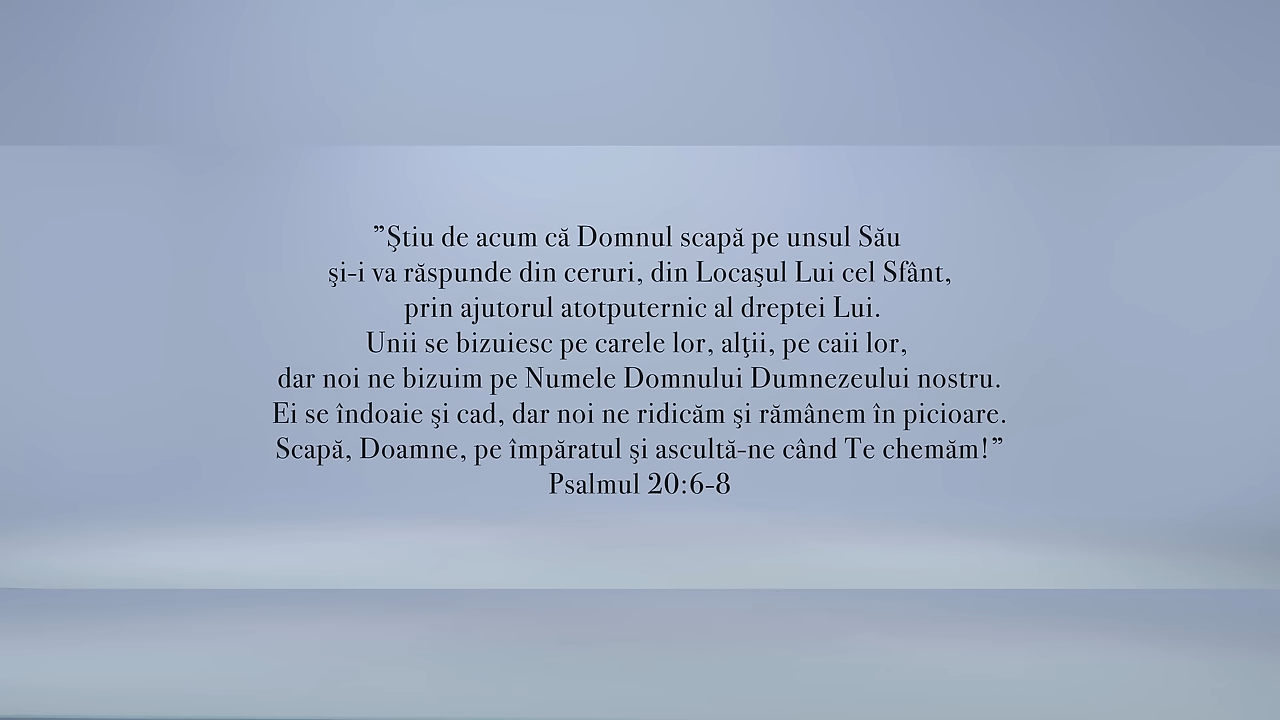 ”Ştiu de acum că Domnul scapă pe unsul Său
şi-i va răspunde din ceruri, din Locaşul Lui cel Sfânt,
prin ajutorul atotputernic al dreptei Lui.
Unii se bizuiesc pe carele lor, alţii, pe caii lor,
dar noi ne bizuim pe Numele Domnului Dumnezeului nostru.
Ei se îndoaie şi cad, dar noi ne ridicăm şi rămânem în picioare.
Scapă, Doamne, pe împăratul şi ascultă-ne când Te chemăm!”
Psalmul 20:6-8